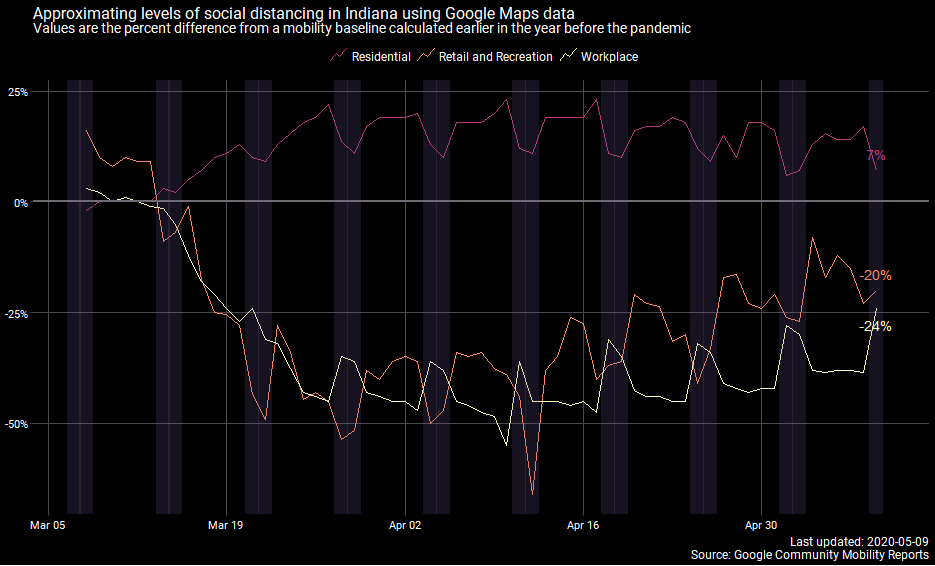 Approximating levels of social distancing in Indiana using Google Maps data
Values are the percent difference from a mobility baseline calculated earlier in the year before the pandemic
Residential Retail and Recreation Workplace
25%
7%
0%
-20%
-25%
-24%
-50%
Mar 05 Mar 19 Apr 02 Apr 16 Apr 30
Last updated: 2020-05-09
Source: Google Community Mobility Reports